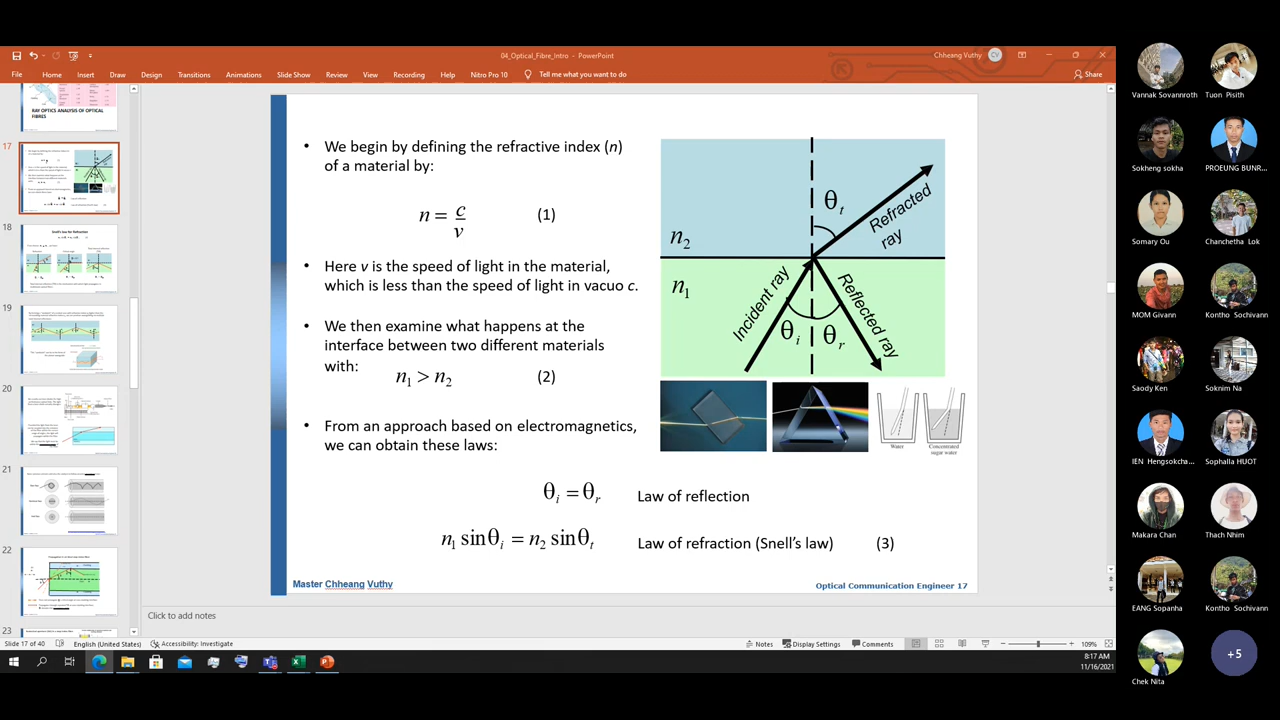 04_Optical_Fibre_Intro - PowerPoint
Chheang Vuthy
CV
File Home Insert Draw Design Transitions Animations Slide Show Review View Recording Help Nitro Pro 10 Tell me what you want to do
Share
RAY OPTICS ANALYSIS OF OPTICAL
FIBRES
17
18
Snell's law for Refraction
19
20
21
22
23
• We begin by defining the refractive index (n)
of a material by:
n = c/v (1)
• Here v is the speed of light in the material,
which is less than the speed of light in vacuo c.
• We then examine what happens at the
interface between two different materials
with:
n₁ > n₂ (2)
• From an approach based on electromagnetics,
we can obtain these laws:
θᵢ = θᵣ Law of reflection
n₁ sinθᵢ = n₂ sinθₜ Law of refraction (Snell's law) (3)
θₜ
Refracted
ray
n₂
n₁
Incident ray
Reflected ray
θᵢ
θᵣ
Water
Concentrated
sugar water
Master Chheang Vuthy
Optical Communication Engineer 17
Click to add notes
Slide 17 of 40 English (United States) Accessibility: Investigate
Notes Display Settings Comments 109%
8:17 AM
11/16/2021
Vannak Sovannroth
Tuon Pisith
Sokheng sokha
PROEUNG BUNR...
Somary Ou
Chanchetha Lok
MOM Givann
Kontho Sochivann
Saody Ken
Soknim Na
IEN Hengsokcha...
Sophalla HUOT
Makara Chan
Thach Nhim
EANG Sopanha
Kontho Sochivann
Chek Nita
+5